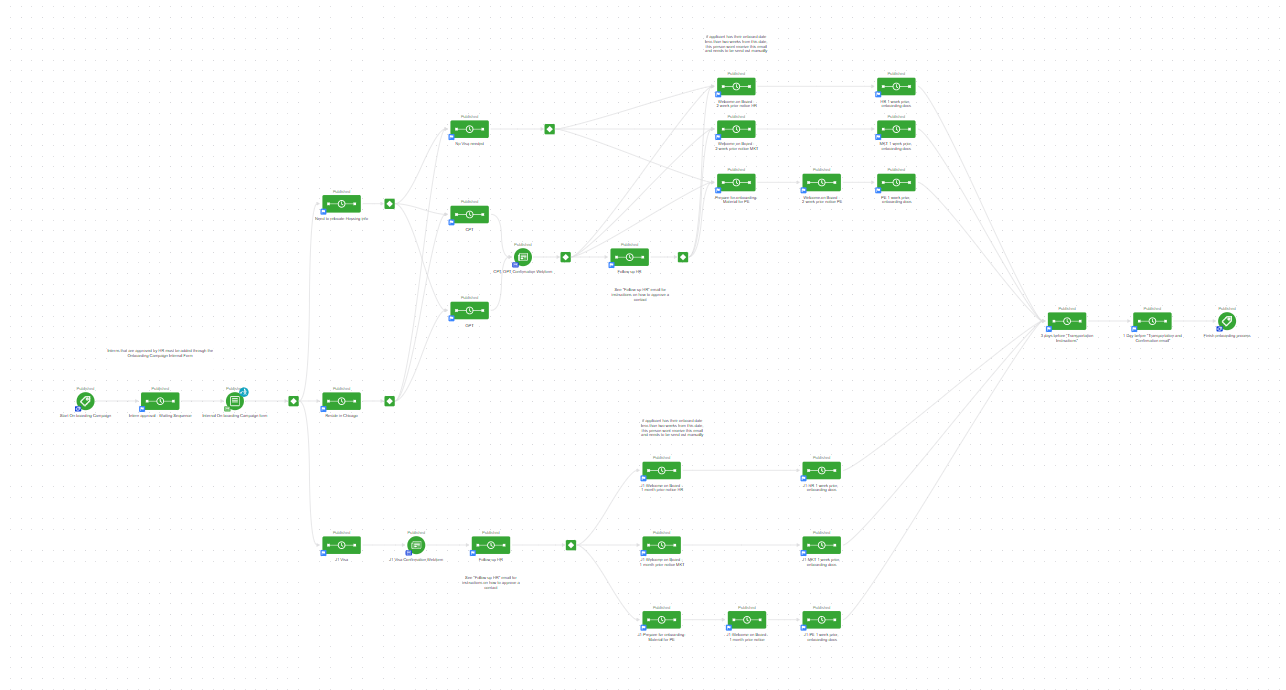 If applicant has their onboard date
less than two weeks from this date,
this person wont receive this email
and needs to be send out manually
Published
Welcome on Board -
2 week prior notice HR
Published
HR 1 week prior-
onboarding docs
Published
No Visa needed
Published
Welcome on Board -
2 week prior notice MKT
Published
MKT 1 week prior-
onboarding docs
Published
Prepare for onboarding
Material for PE
Published
Welcome on Board -
2 week prior notice PE
Published
PE 1 week prior-
onboarding docs
Published
Need to relocate
Published
OPT
Published
Confirmation Webform
Published
Follow up HR
See "Follow up HR" email for
instructions on how to approve a
contact
Published
CPT
Published
3 days before "Transportation
Instructions"
Published
1 Day before "Transportation and
Confirmation email"
Published
Finish onboarding process
Interns that are approved by HR must be added through the
Onboarding Campaign Internal Form
Published
Start Onboarding Campaign
Published
Intern approved - Waiting Sequence
Published
Internal Onboarding Campaign form
Published
Reside in Chicago
If applicant has their onboard date
less than two weeks from this date,
this person wont receive this email
and needs to be send out manually
Published
J1 Welcome on Board -
1 month prior notice HR
Published
J1 HR 1 week prior-
onboarding docs
Published
J1 Visa
Published
J1 Visa Confirmation Webform
Published
Follow up HR
See "Follow up HR" email for
instructions on how to approve a
contact
Published
J1 Welcome on Board -
1 month prior notice MKT
Published
J1 MKT 1 week prior-
onboarding docs
Published
J1 Prepare for onboarding
Material for PE
Published
J1 Welcome on Board -
1 month prior notice
Published
J1 PE 1 week prior-
onboarding docs